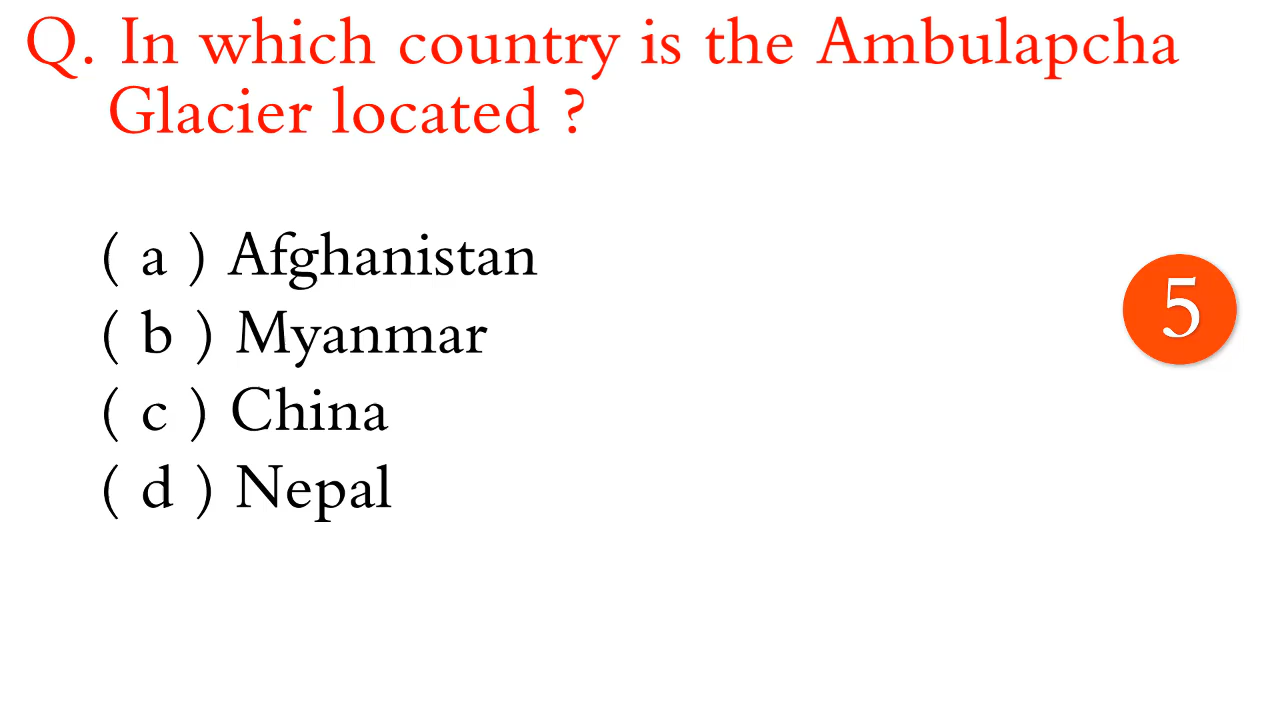 Q. In which country is the Ambulapcha
Glacier located ?
( a ) Afghanistan
( b ) Myanmar
( c ) China
( d ) Nepal
5